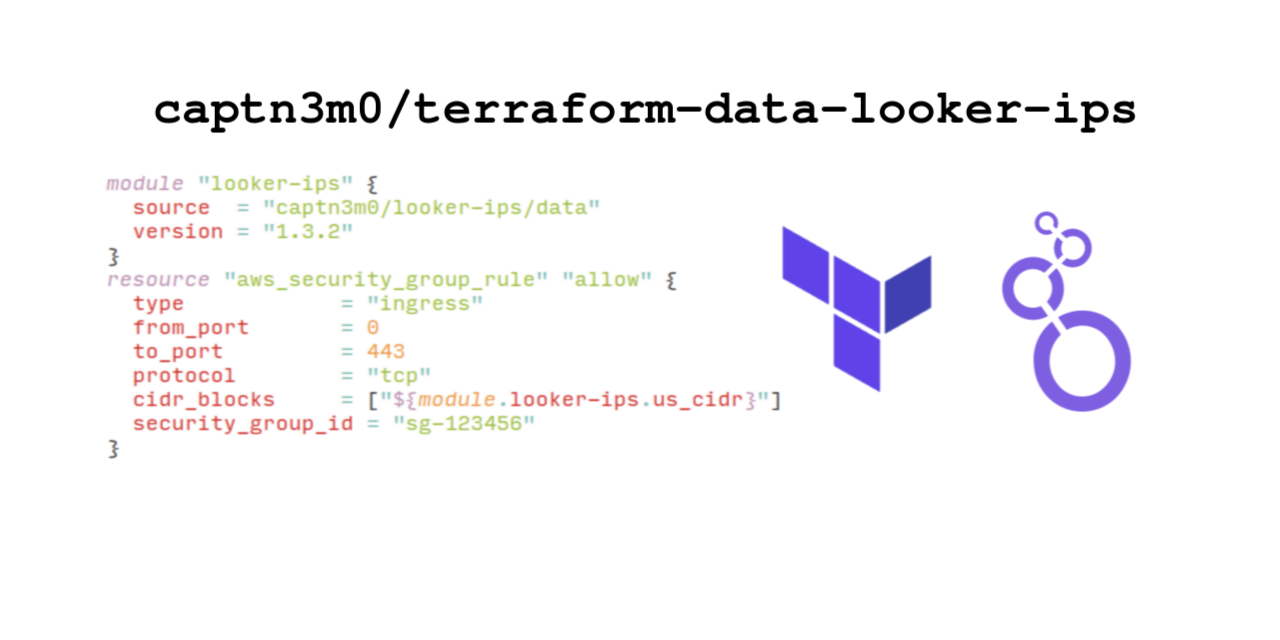 captn3m0/terraform-data-looker-ips
module "looker-ips" {
  source  = "captn3m0/looker-ips/data"
  version = "1.3.2"
}
resource "aws_security_group_rule" "allow" {
  type              = "ingress"
  from_port         = 0
  to_port           = 443
  protocol          = "tcp"
  cidr_blocks       = ["${module.looker-ips.us_cidr}"]
  security_group_id = "sg-123456"
}